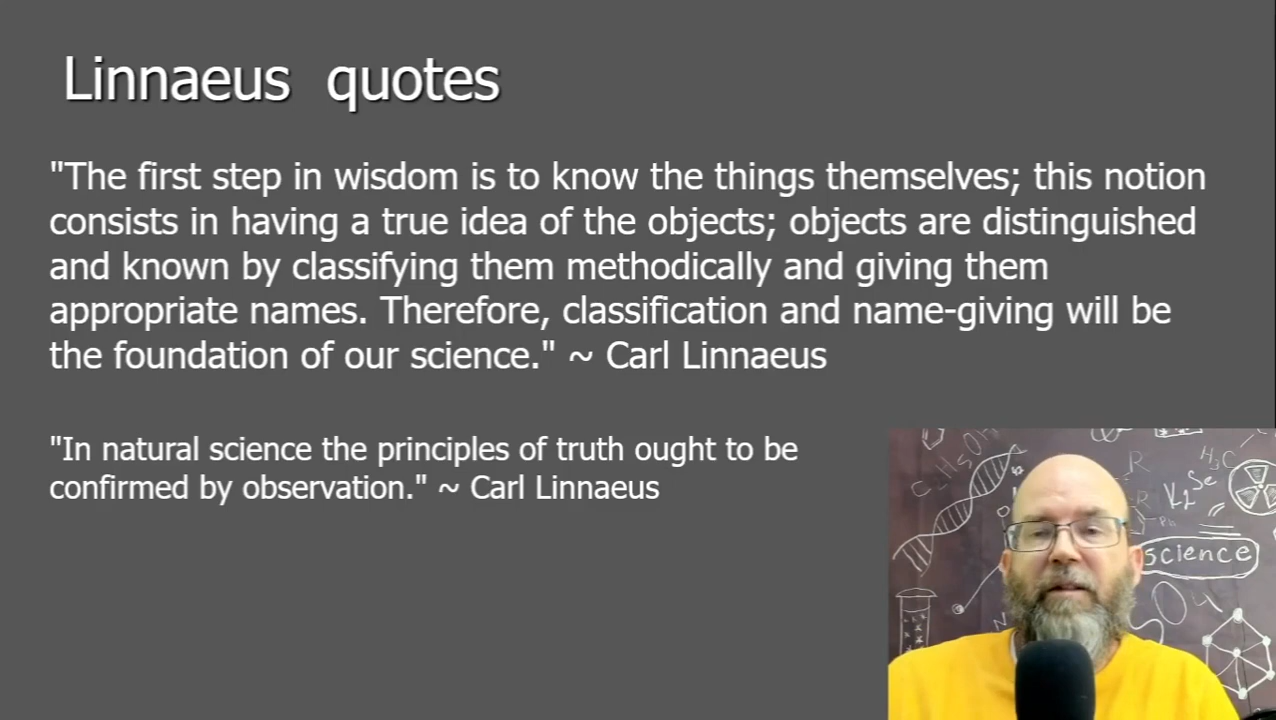 Linnaeus quotes
"The first step in wisdom is to know the things themselves; this notion
consists in having a true idea of the objects; objects are distinguished
and known by classifying them methodically and giving them
appropriate names. Therefore, classification and name-giving will be
the foundation of our science." ~ Carl Linnaeus
"In natural science the principles of truth ought to be
confirmed by observation." ~ Carl Linnaeus
H₃C
R
Se
Ph
science